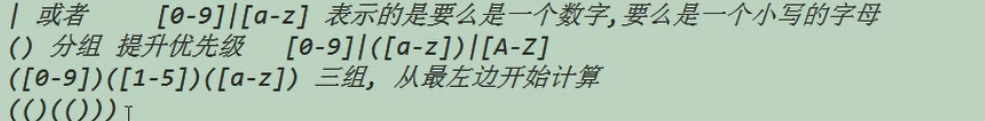 | 或者 [0-9]|[a-z] 表示的是要么是一个数字,要么是一个小写的字母
() 分组 提升优先级 [0-9]|([a-z])|[A-Z]
([0-9])([1-5])([a-z]) 三组, 从最左边开始计算
(()(()))